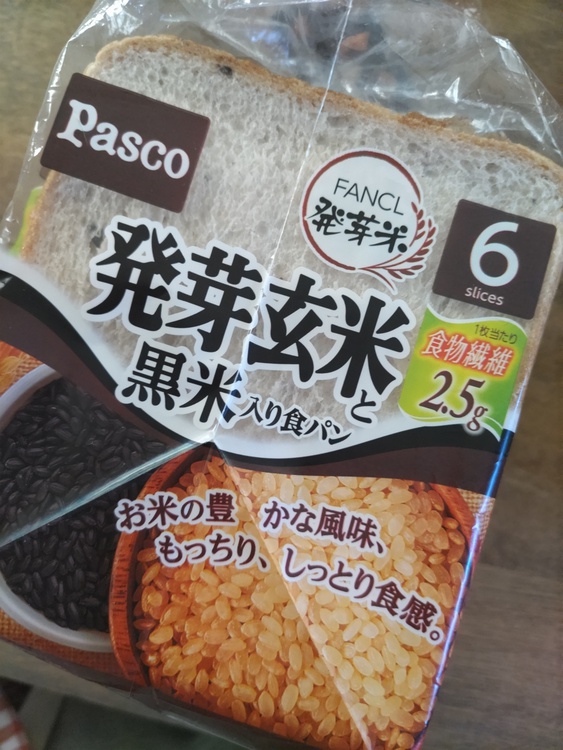 Pasco
FANCL
発芽米
6
slices
発芽玄米と
黒米入り食パン
1枚当たり
食物繊維
2.5g
お米の豊かな風味、
もっちり、しっとり食感。